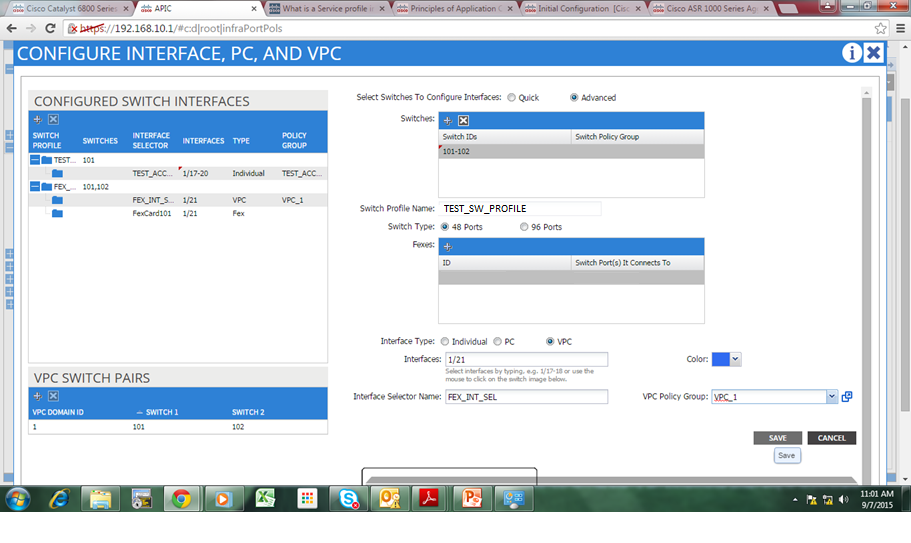 Cisco Catalyst 6800 Series
APIC
What is a Service profile i
Principles of Application C
Initial Configuration [Cisc
Cisco ASR 1000 Series Agg
https://192.168.10.1/#c:d|root|infraPortPols
CONFIGURE INTERFACE, PC, AND VPC
CONFIGURED SWITCH INTERFACES
SWITCH PROFILE SWITCHES INTERFACE SELECTOR INTERFACES TYPE POLICY GROUP
TEST... 101
TEST_ACC... 1/17-20 Individual TEST_ACC...
FEX_... 101,102
FEX_INT_S... 1/21 VPC VPC_1
FexCard101 1/21 Fex
VPC SWITCH PAIRS
VPC DOMAIN ID SWITCH 1 SWITCH 2
1 101 102
Select Switches To Configure Interfaces: Quick Advanced
Switches:
Switch IDs Switch Policy Group
101-102
Switch Profile Name: TEST_SW_PROFILE
Switch Type: 48 Ports 96 Ports
Fexes:
ID Switch Port(s) It Connects To
Interface Type: Individual PC VPC
Interfaces: 1/21 Color:
Select interfaces by typing, e.g. 1/17-18 or use the
mouse to click on the switch image below.
Interface Selector Name: FEX_INT_SEL VPC Policy Group: VPC_1
SAVE CANCEL
Save
11:01 AM
9/7/2015